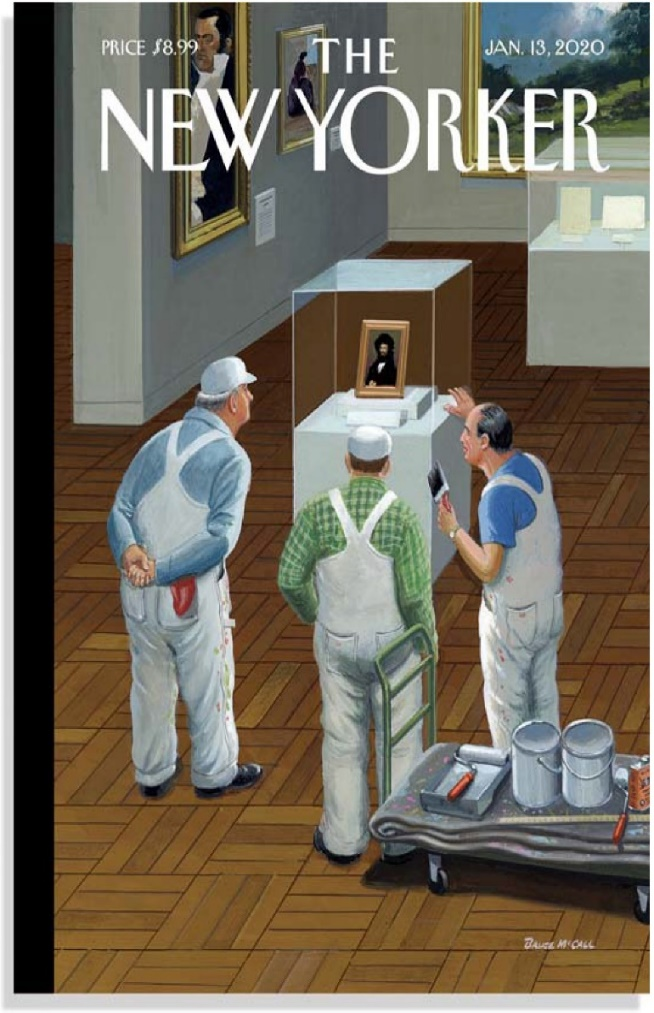 PRICE $8.99
THE
JAN. 13, 2020
NEW YORKER
BRUCE McCALL